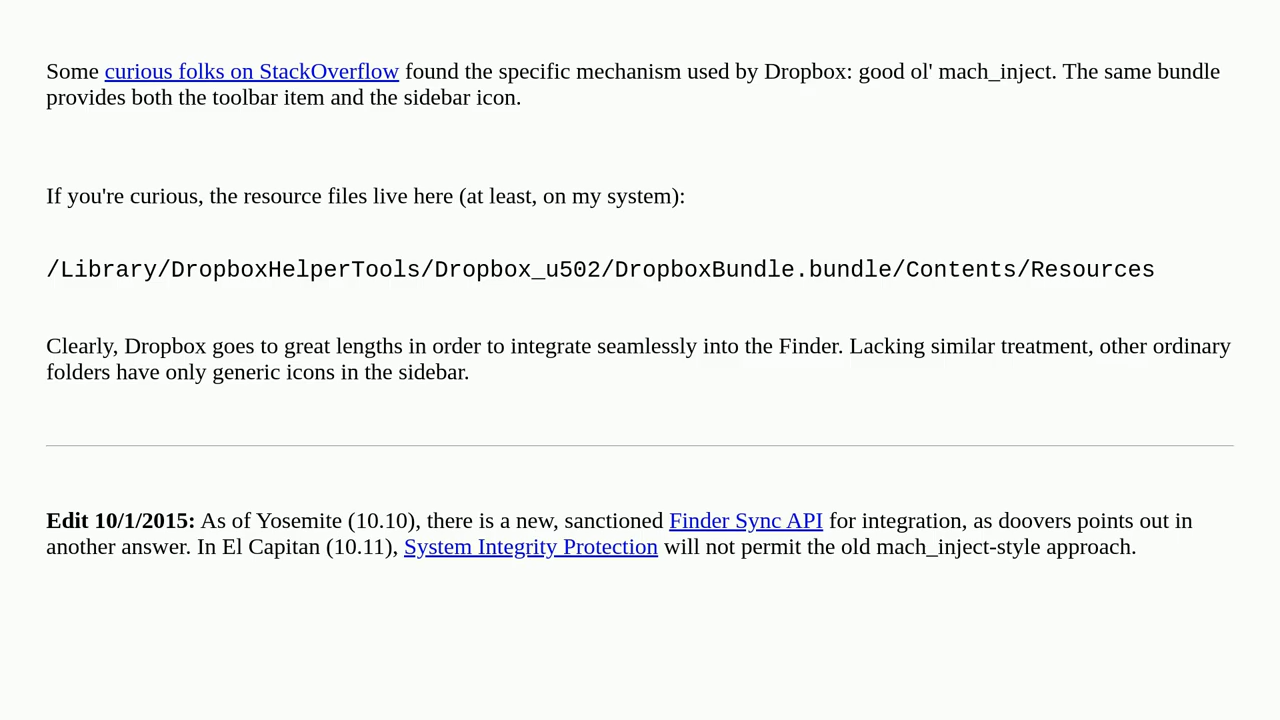 Some curious folks on StackOverflow found the specific mechanism used by Dropbox: good ol' mach_inject. The same bundle
provides both the toolbar item and the sidebar icon.
If you're curious, the resource files live here (at least, on my system):
/Library/DropboxHelperTools/Dropbox_u502/DropboxBundle.bundle/Contents/Resources
Clearly, Dropbox goes to great lengths in order to integrate seamlessly into the Finder. Lacking similar treatment, other ordinary
folders have only generic icons in the sidebar.
Edit 10/1/2015: As of Yosemite (10.10), there is a new, sanctioned Finder Sync API for integration, as doovers points out in
another answer. In El Capitan (10.11), System Integrity Protection will not permit the old mach_inject-style approach.